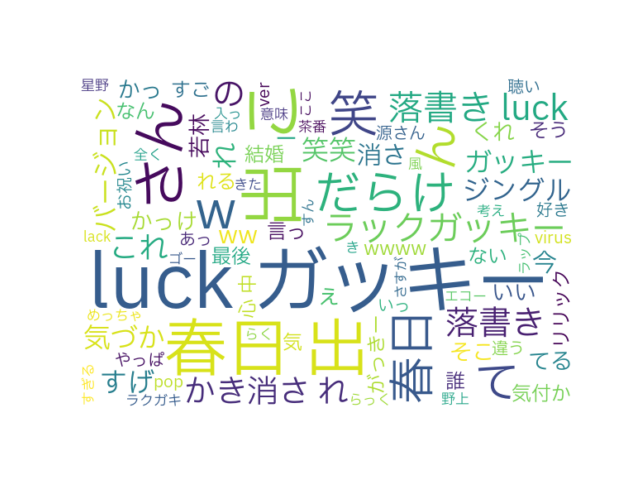 星野 かっ すご の ver ここ 笑 落書き luck 聴い
バージョン なん お祝い さん 若林 入っ 言わ れ 意味 茶番 源さん ん くれ そう
全く 結婚 笑笑 消さ 風 ガッキー
れる きた すん 出 だらけ ジングル
かっけ w ラックガッキー 考え 好き
lack これ あっ ww 言っ wwww ない ラップ virus
ゴー 最後 心中 き さすが 今
luck ガッキー
え いっ エコー いい リリック
めっちゃ 気づか 春日 出 らく 気 がっきー 春日 落書き
やっぱ そこ 違う てる
すぎる すげ pop かき消さ れ て 誰 気付か
ラクガキ らっく 野上